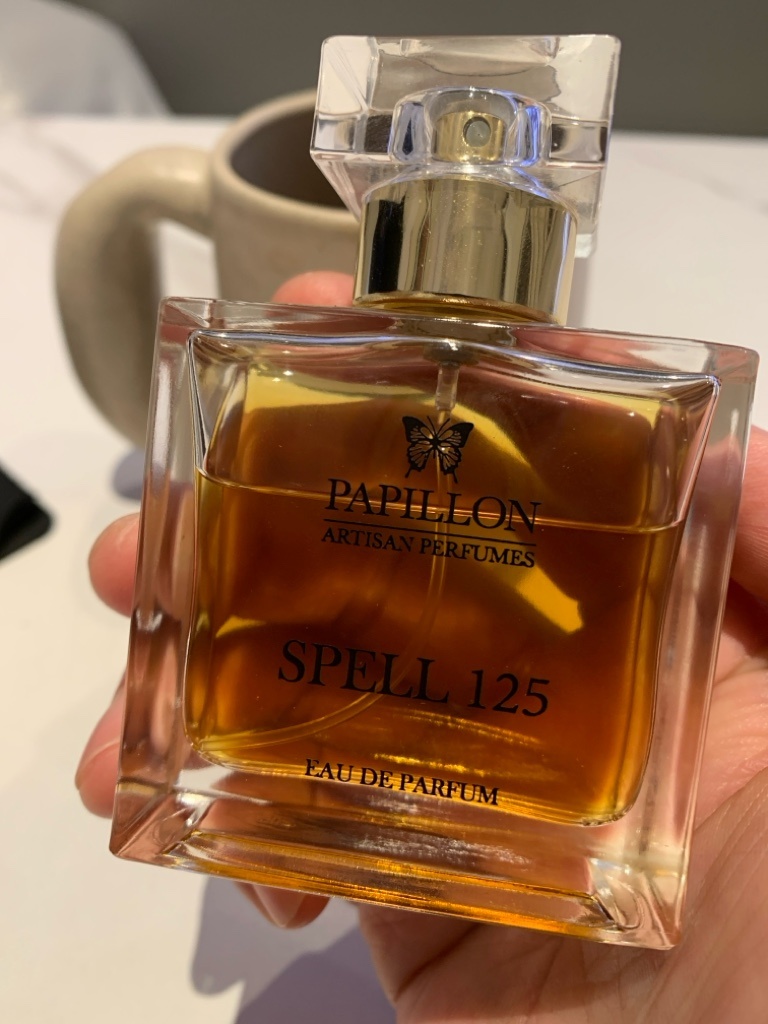 PAPILLON
ARTISAN PERFUMES
SPELL 125
EAU DE PARFUM